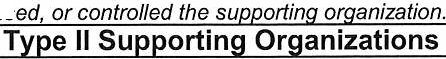 ed, or controlled the supporting organization.
Type II Supporting Organizations